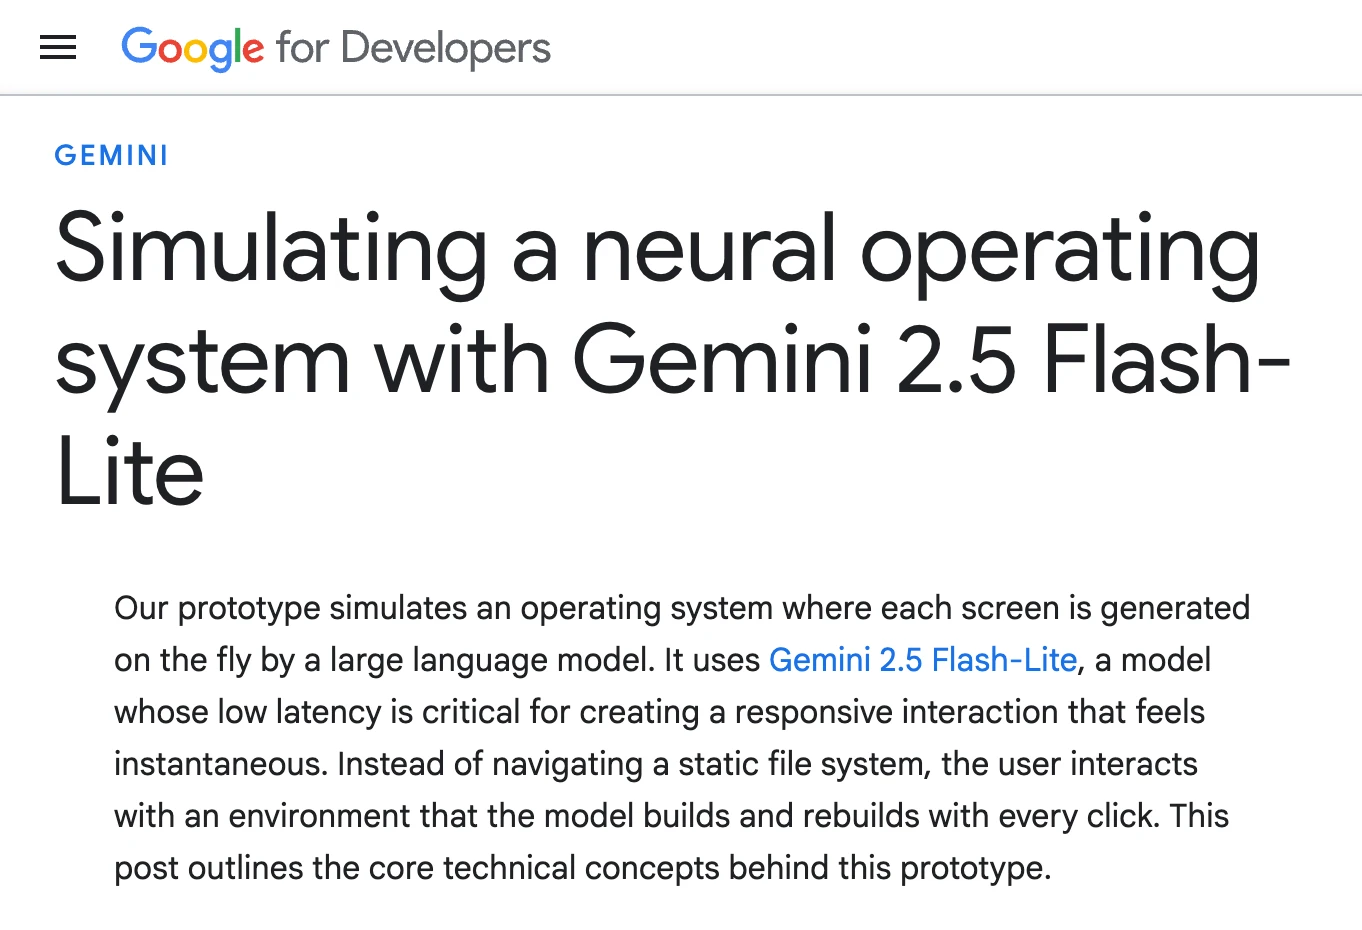 Google for Developers
GEMINI
Simulating a neural operating
system with Gemini 2.5 Flash-
Lite
Our prototype simulates an operating system where each screen is generated
on the fly by a large language model. It uses Gemini 2.5 Flash-Lite, a model
whose low latency is critical for creating a responsive interaction that feels
instantaneous. Instead of navigating a static file system, the user interacts
with an environment that the model builds and rebuilds with every click. This
post outlines the core technical concepts behind this prototype.